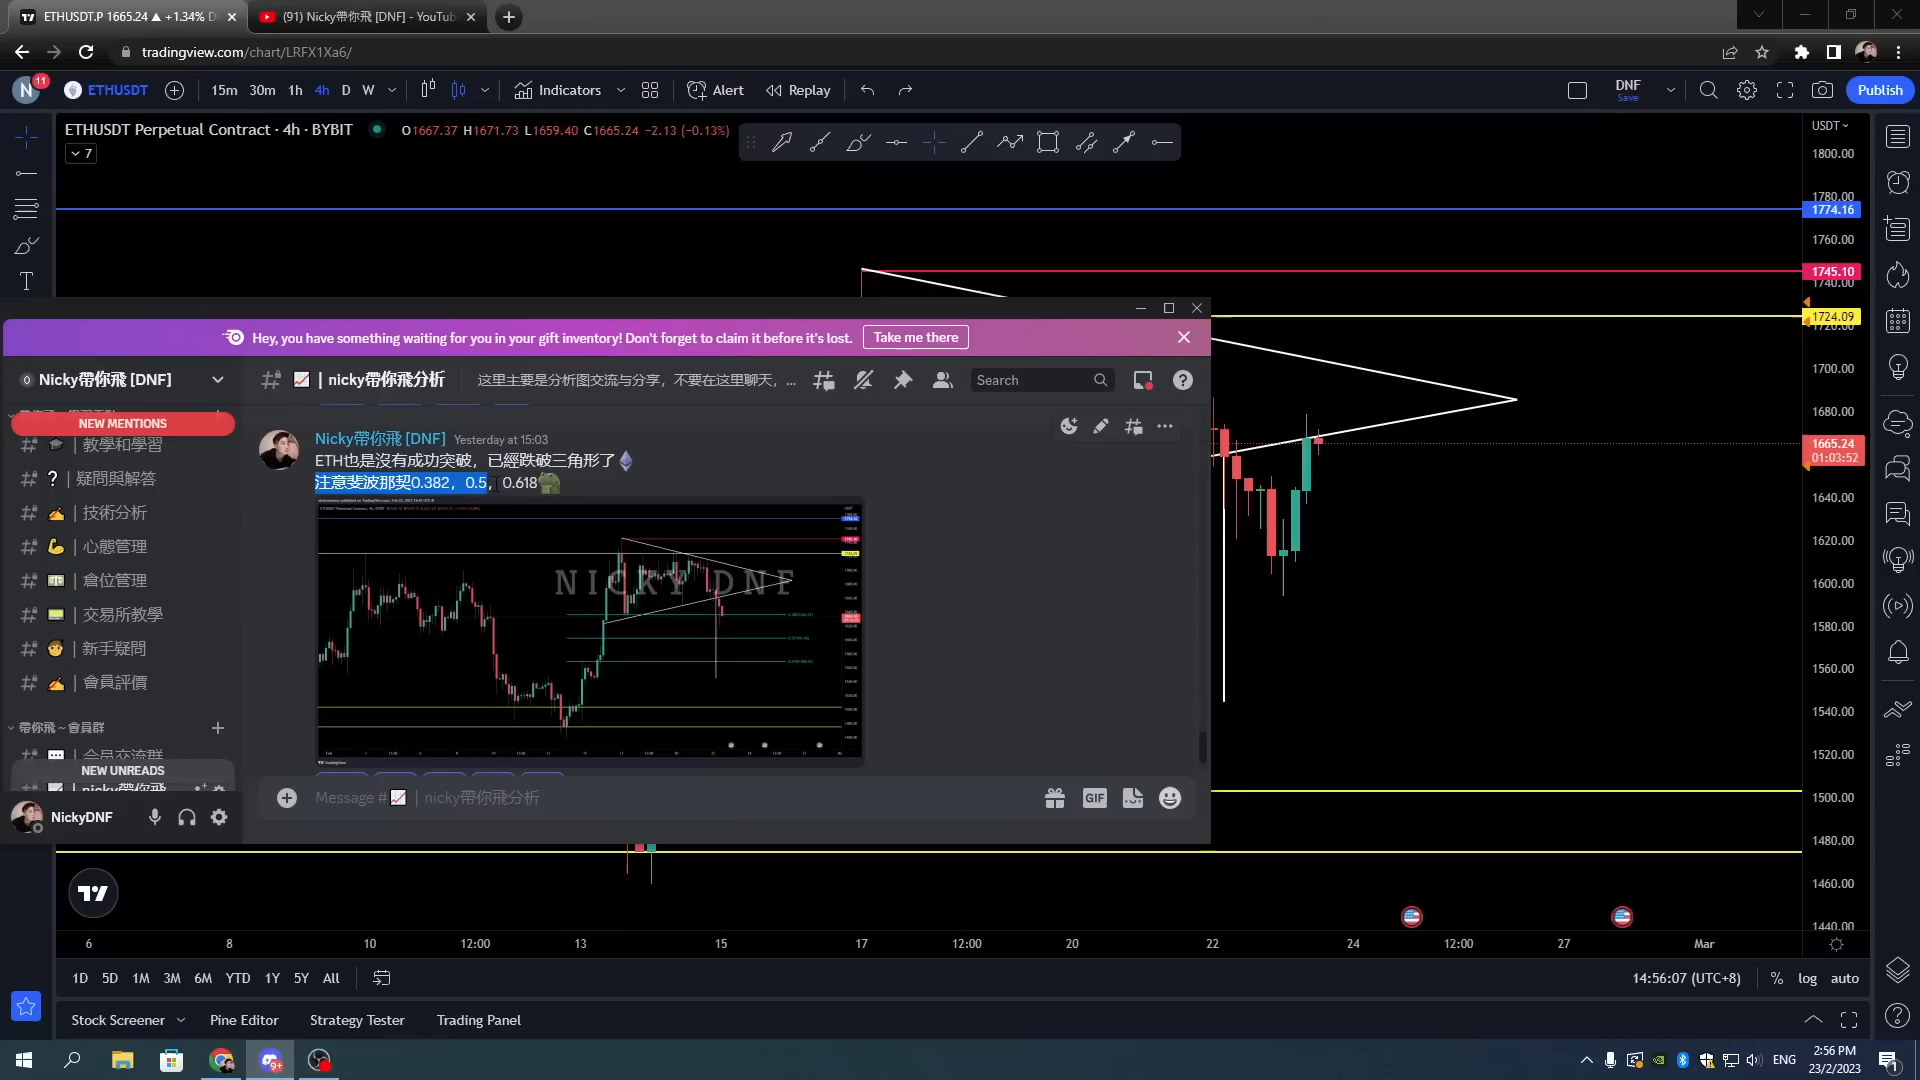 ETHUSDT.P 1665.24 ▲ +1.34%
(91) Nicky帶你飛 [DNF] - YouTub
tradingview.com/chart/LRFX1Xa6/
N 11
ETHUSDT 15m 30m 1h 4h D W Indicators Alert Replay DNF Save Publish
ETHUSDT Perpetual Contract · 4h · BYBIT O1667.37 H1671.73 L1659.40 C1665.24 -2.13 (-0.13%)
7
USDT
1800.00
1780.00
1774.16
1760.00
1745.10
1740.00
1724.09
1720.00
1700.00
1680.00
1665.24
01:03:52
1640.00
1620.00
1600.00
1580.00
1560.00
1540.00
1520.00
1500.00
1480.00
1460.00
1440.00
Hey, you have something waiting for you in your gift inventory! Don't forget to claim it before it's lost. Take me there
Nicky帶你飛 [DNF]
| nicky帶你飛分析 这里主要是分析图交流与分享，不要在这里聊天， ...
Search
NEW MENTIONS
| 教學和學習
| 疑問與解答
| 技術分析
| 心態管理
| 倉位管理
| 交易所教學
| 新手疑問
| 會員評價
帶你飛 ~ 會員群
NEW UNREADS
NickyDNF
Nicky帶你飛 [DNF] Yesterday at 15:03
ETH也是沒有成功突破，已經跌破三角形了
注意斐波那契0.382，0.5，0.618
NICKY DNF
Message # | nicky帶你飛分析
GIF
6 8 10 12:00 13 15 17 12:00 20 22 24 12:00 27 Mar
1D 5D 1M 3M 6M YTD 1Y 5Y All
14:56:07 (UTC+8) % log auto
Stock Screener Pine Editor Strategy Tester Trading Panel
9+
ENG
2:56 PM
23/2/2023
1